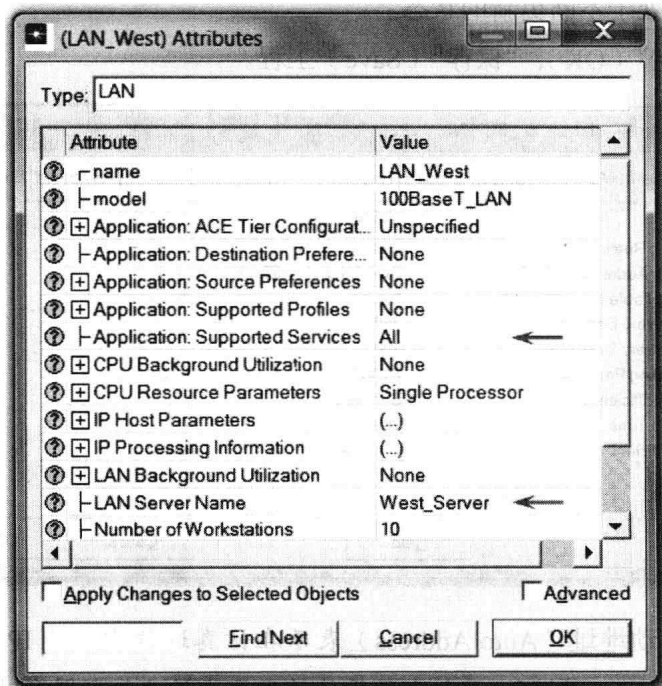 (LAN_West) Attributes
Type: LAN
Attribute Value
name LAN_West
model 100BaseT_LAN
Application: ACE Tier Configurat... Unspecified
Application: Destination Prefere... None
Application: Source Preferences None
Application: Supported Profiles None
Application: Supported Services All
CPU Background Utilization None
CPU Resource Parameters Single Processor
IP Host Parameters (...)
IP Processing Information (...)
LAN Background Utilization None
LAN Server Name West_Server
Number of Workstations 10
Apply Changes to Selected Objects Advanced
Find Next Cancel OK